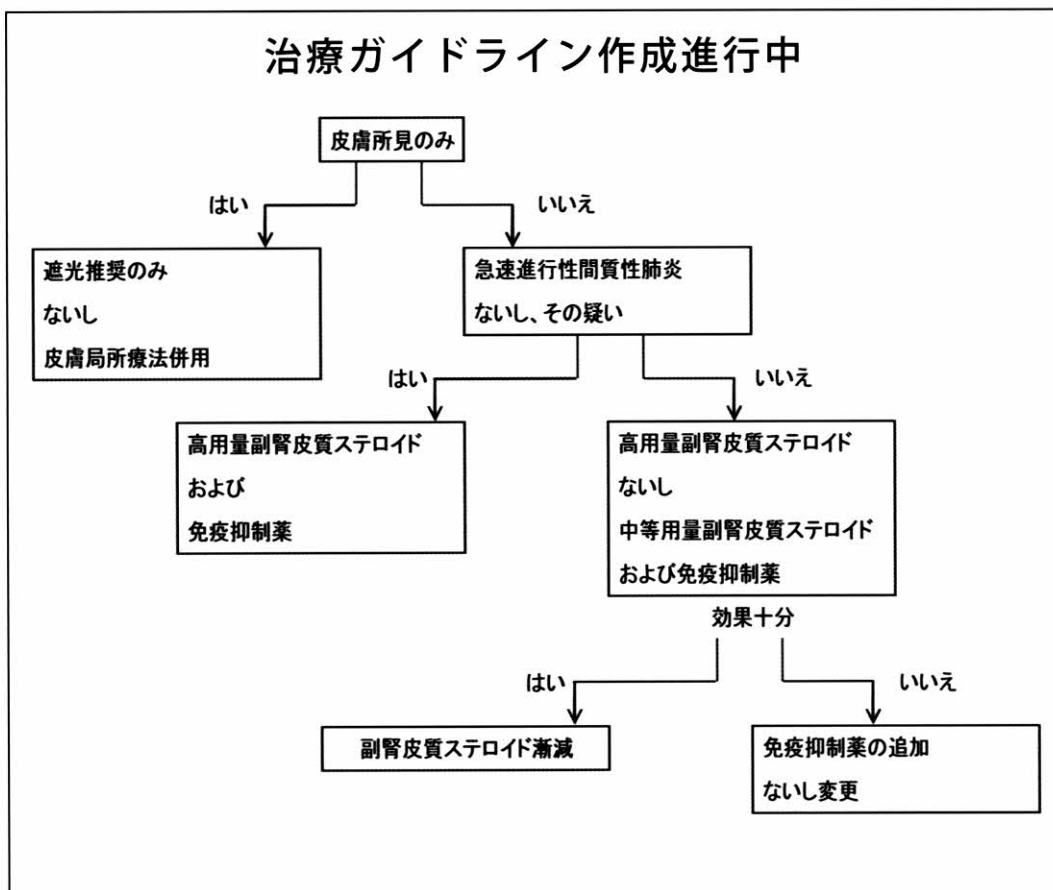 治療ガイドライン作成進行中
皮膚所見のみ
はい
いいえ
遮光推奨のみ
ないし
皮膚局所療法併用
急速進行性間質性肺炎
ないし、その疑い
はい
いいえ
高用量副腎皮質ステロイド
および
免疫抑制薬
高用量副腎皮質ステロイド
ないし
中等用量副腎皮質ステロイド
および免疫抑制薬
効果十分
はい
いいえ
副腎皮質ステロイド漸減
免疫抑制薬の追加
ないし変更